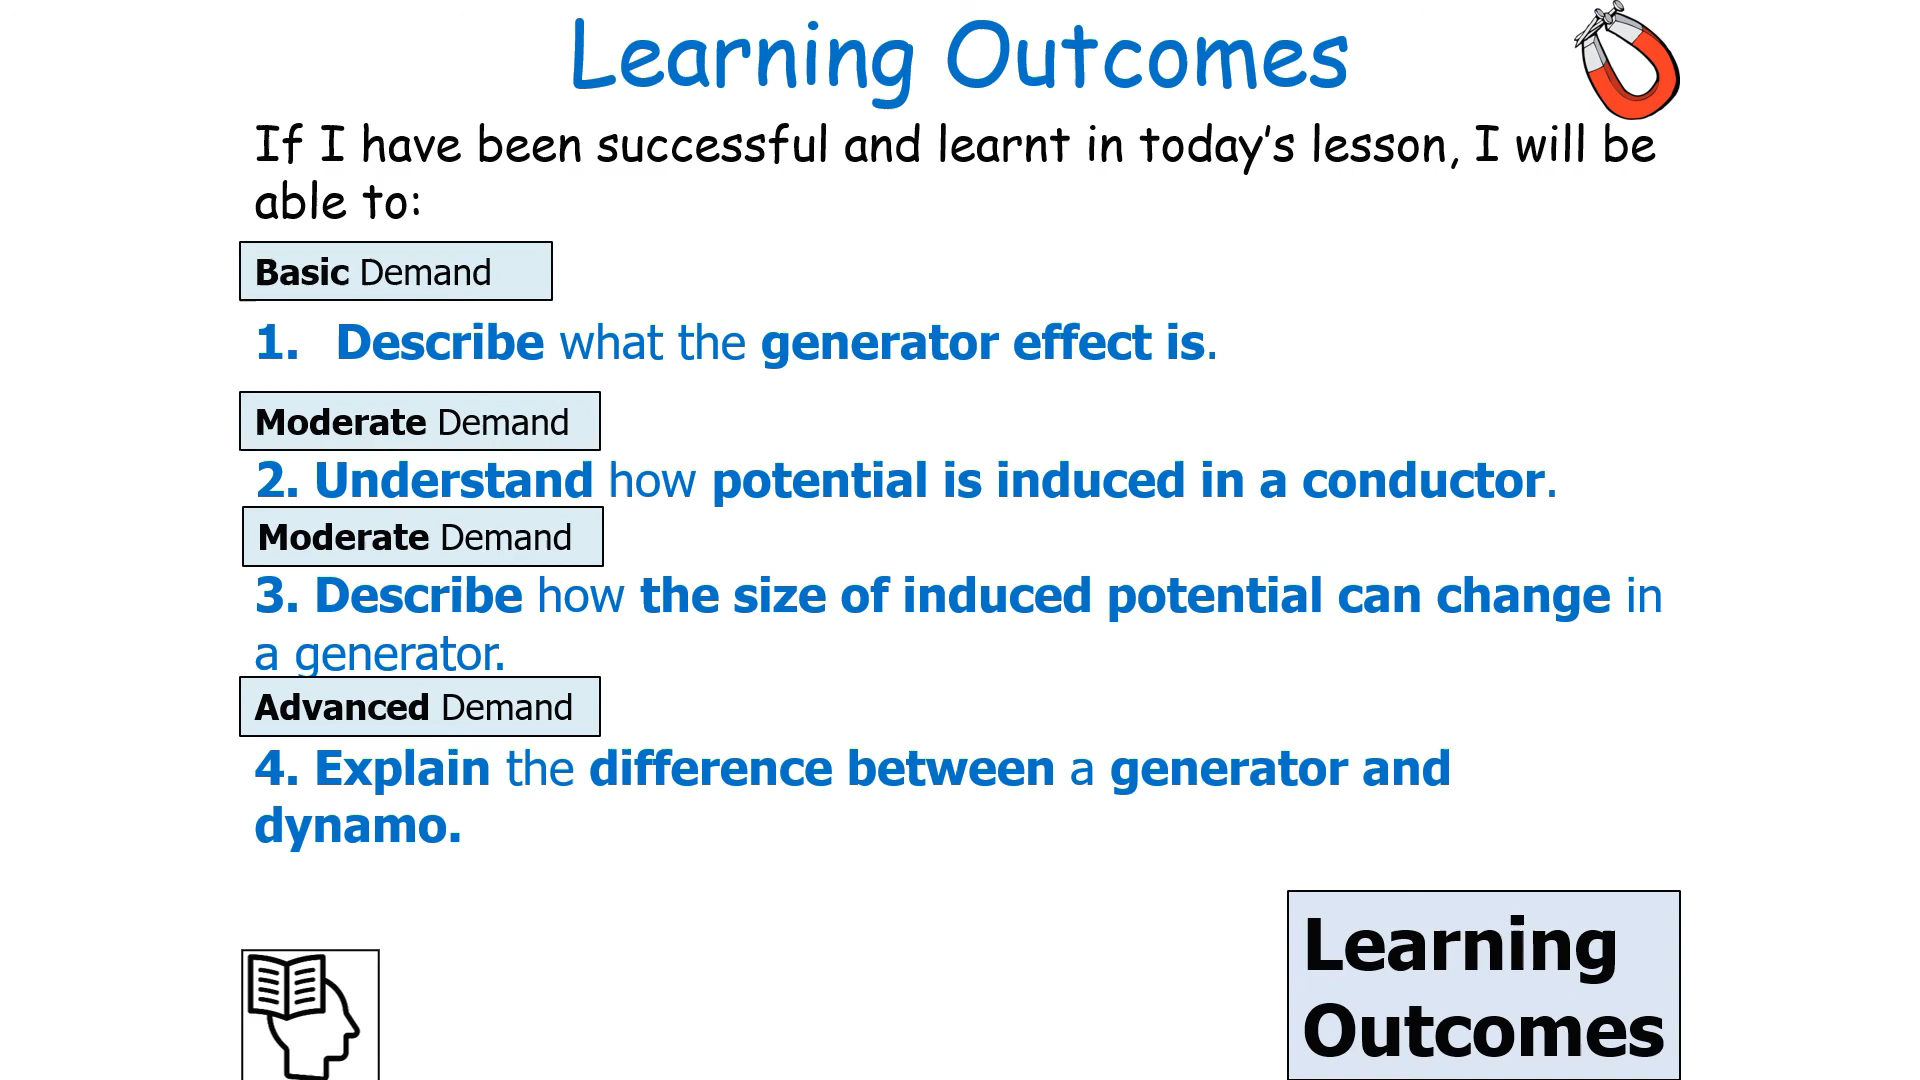 Learning Outcomes
If I have been successful and learnt in today’s lesson, I will be
able to:
Basic Demand
1. Describe what the generator effect is.
Moderate Demand
2. Understand how potential is induced in a conductor.
Moderate Demand
3. Describe how the size of induced potential can change in
a generator.
Advanced Demand
4. Explain the difference between a generator and
dynamo.
Learning
Outcomes